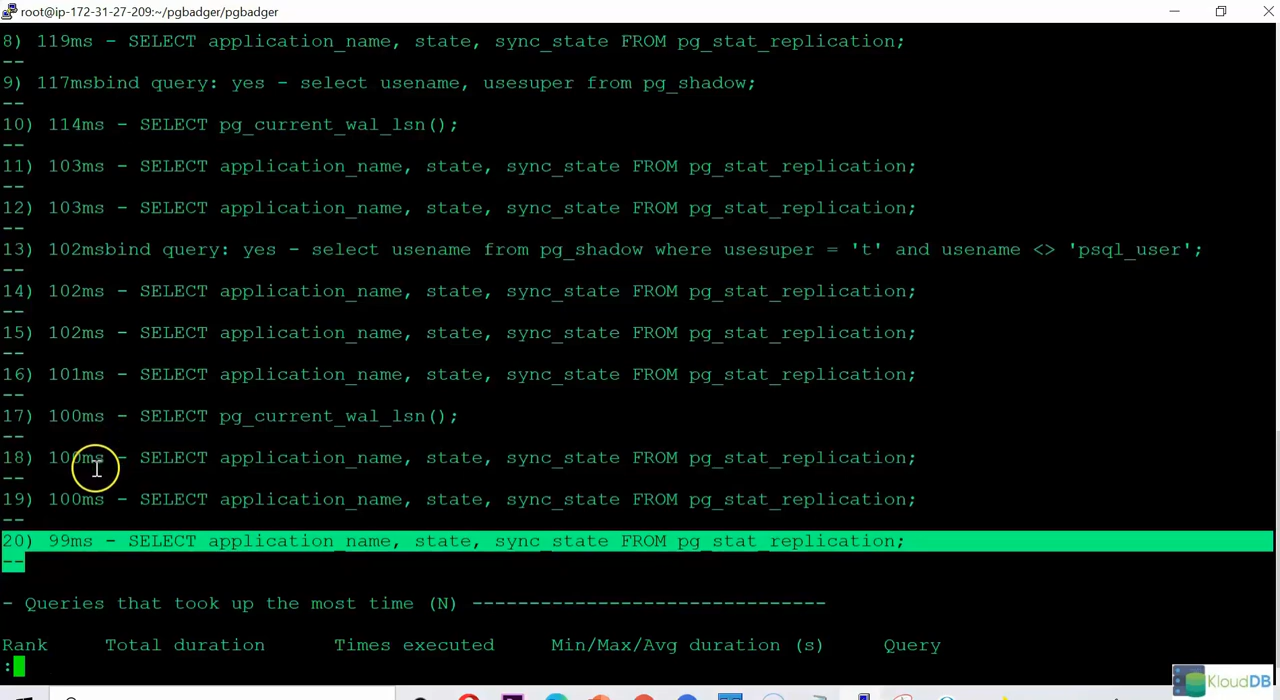 root@ip-172-31-27-209:~/pgbadger/pgbadger
8) 119ms - SELECT application_name, state, sync_state FROM pg_stat_replication;
--
9) 117msbind query: yes - select usename, usesuper from pg_shadow;
--
10) 114ms - SELECT pg_current_wal_lsn();
--
11) 103ms - SELECT application_name, state, sync_state FROM pg_stat_replication;
--
12) 103ms - SELECT application_name, state, sync_state FROM pg_stat_replication;
--
13) 102msbind query: yes - select usename from pg_shadow where usesuper = 't' and usename <> 'psql_user';
--
14) 102ms - SELECT application_name, state, sync_state FROM pg_stat_replication;
--
15) 102ms - SELECT application_name, state, sync_state FROM pg_stat_replication;
--
16) 101ms - SELECT application_name, state, sync_state FROM pg_stat_replication;
--
17) 100ms - SELECT pg_current_wal_lsn();
--
18) 100ms - SELECT application_name, state, sync_state FROM pg_stat_replication;
--
19) 100ms - SELECT application_name, state, sync_state FROM pg_stat_replication;
--
20) 99ms - SELECT application_name, state, sync_state FROM pg_stat_replication;
--
- Queries that took up the most time (N) -------------------------------
Rank Total duration Times executed Min/Max/Avg duration (s) Query
:
KloudDB